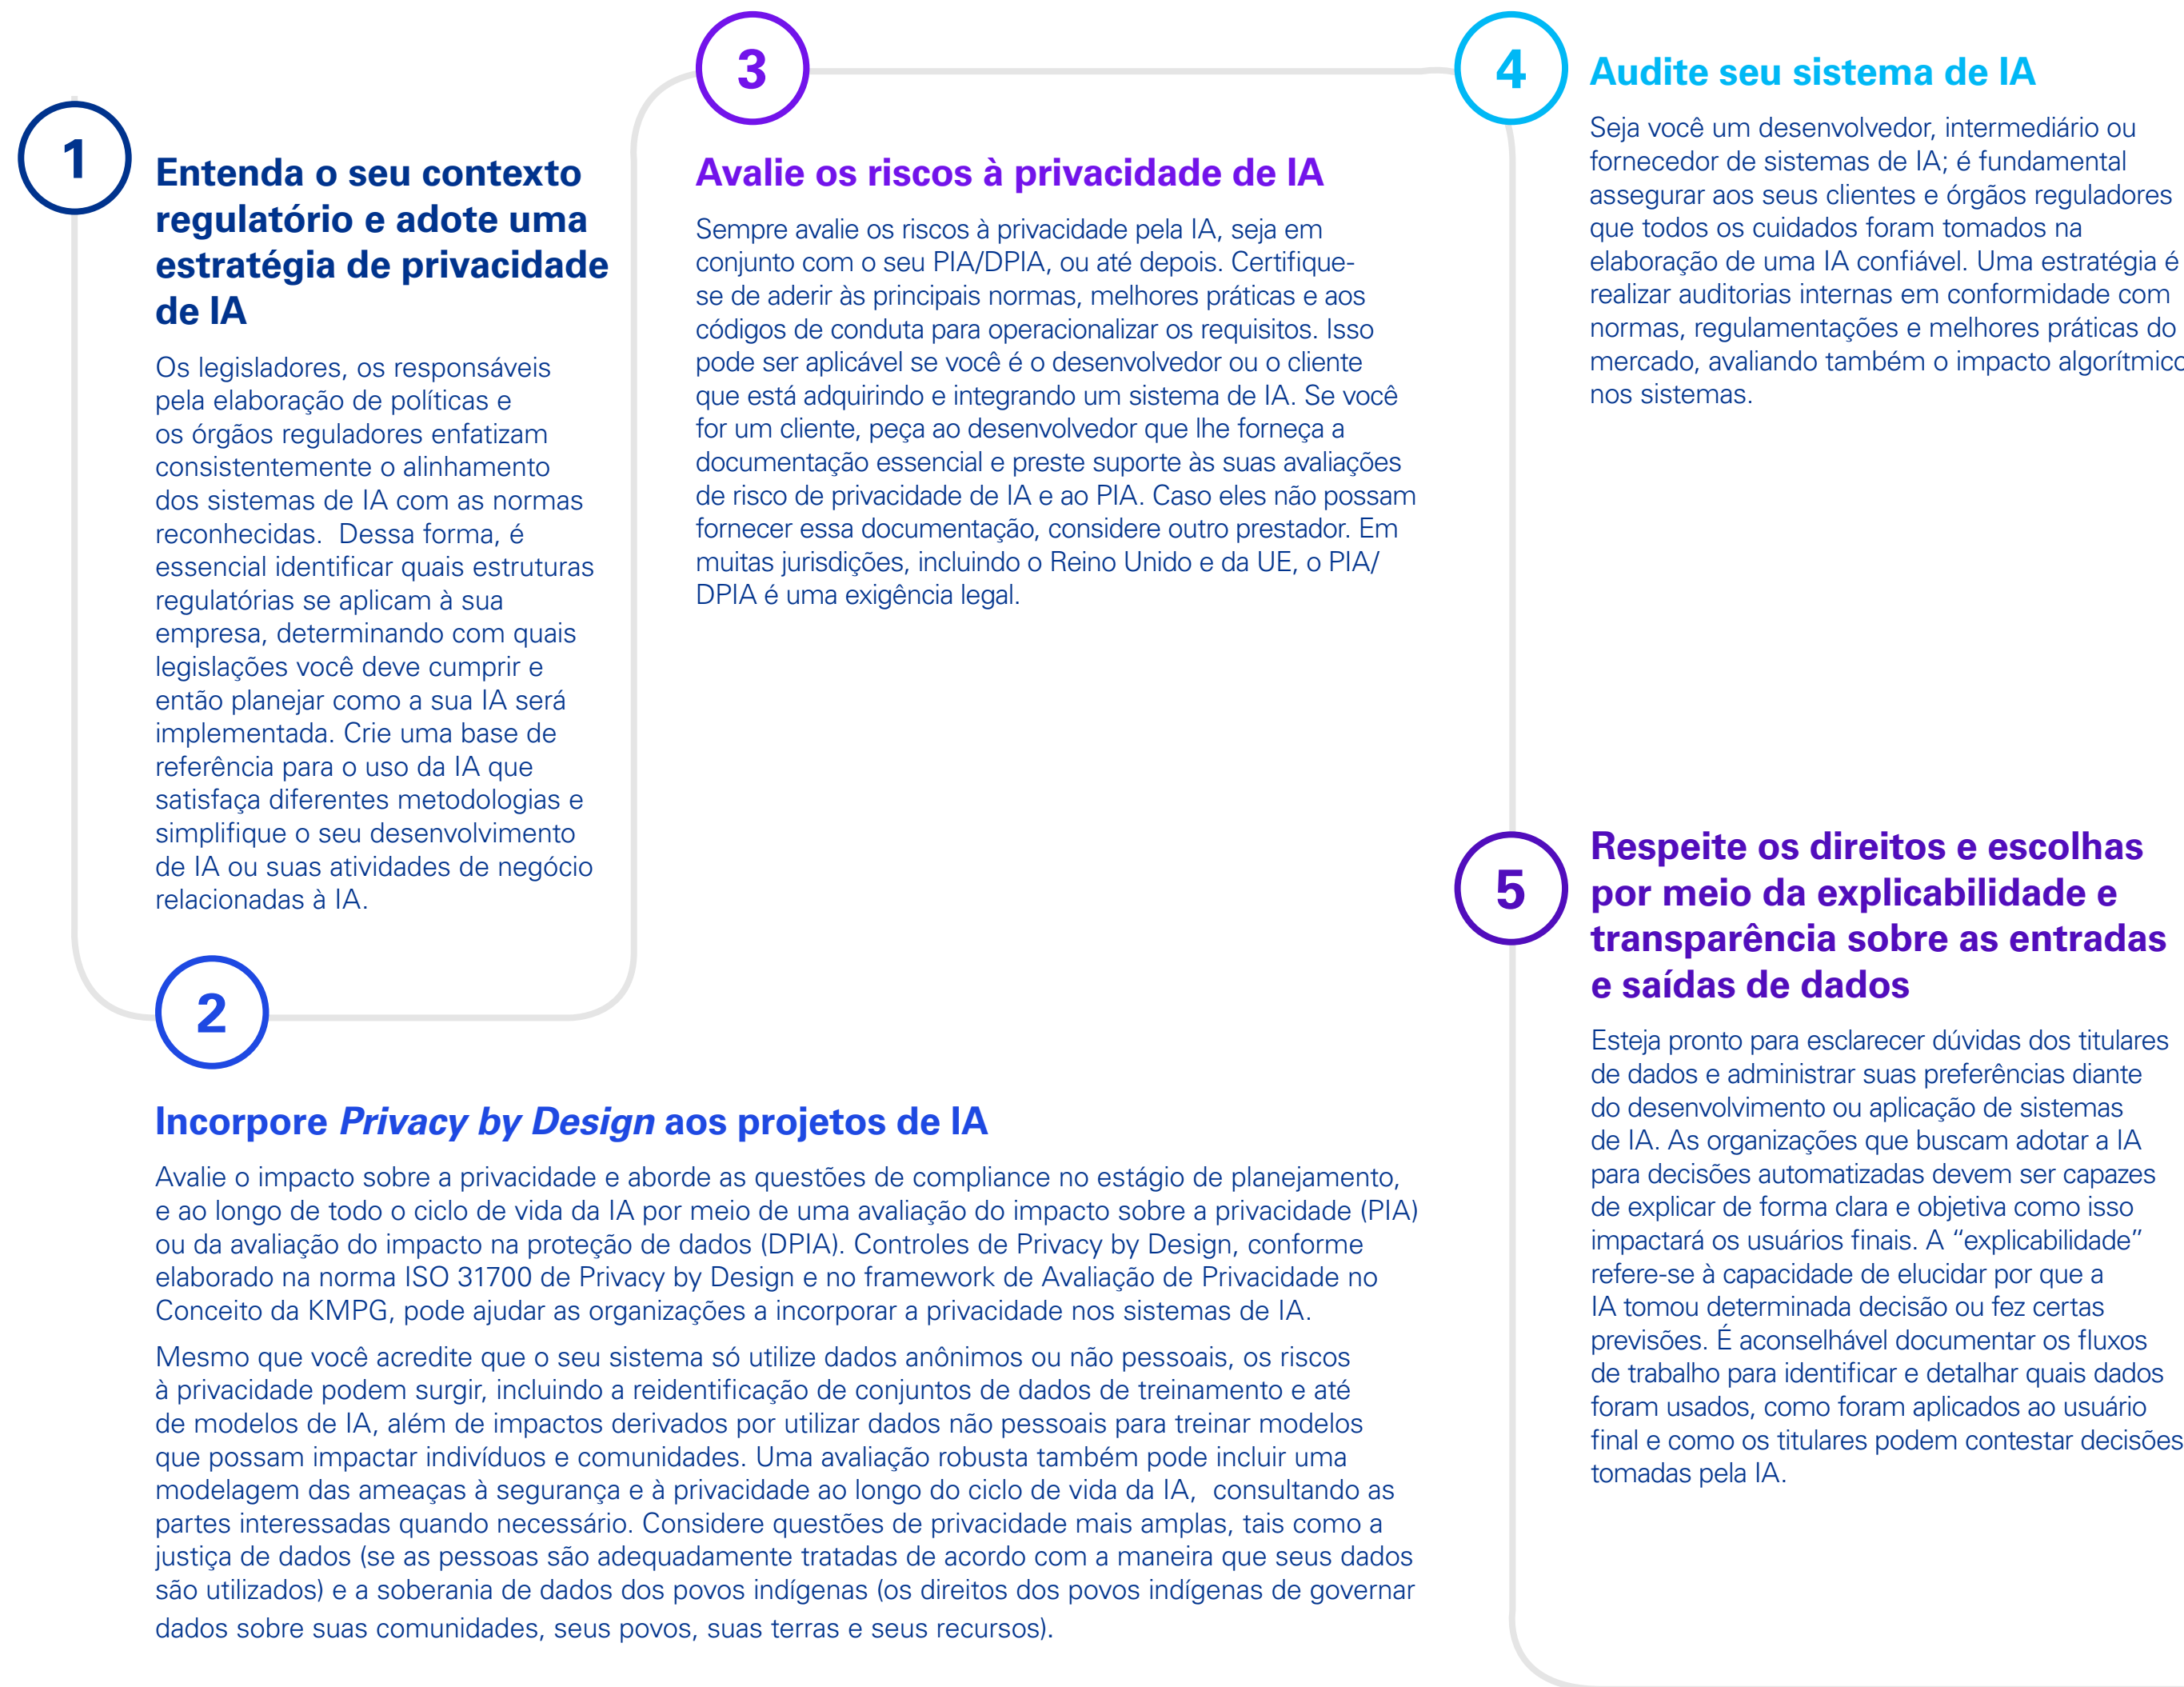 1
Entenda o seu contexto
regulatório e adote uma
estratégia de privacidade
de IA
Os legisladores, os responsáveis
pela elaboração de políticas e
os órgãos reguladores enfatizam
consistentemente o alinhamento
dos sistemas de IA com as normas
reconhecidas.  Dessa forma, é
essencial identificar quais estruturas
regulatórias se aplicam à sua
empresa, determinando com quais
legislações você deve cumprir e
então planejar como a sua IA será
implementada. Crie uma base de
referência para o uso da IA que
satisfaça diferentes metodologias e
simplifique o seu desenvolvimento
de IA ou suas atividades de negócio
relacionadas à IA.
2
Incorpore Privacy by Design aos projetos de IA
Avalie o impacto sobre a privacidade e aborde as questões de compliance no estágio de planejamento,
e ao longo de todo o ciclo de vida da IA por meio de uma avaliação do impacto sobre a privacidade (PIA)
ou da avaliação do impacto na proteção de dados (DPIA). Controles de Privacy by Design, conforme
elaborado na norma ISO 31700 de Privacy by Design e no framework de Avaliação de Privacidade no
Conceito da KMPG, pode ajudar as organizações a incorporar a privacidade nos sistemas de IA.
Mesmo que você acredite que o seu sistema só utilize dados anônimos ou não pessoais, os riscos
à privacidade podem surgir, incluindo a reidentificação de conjuntos de dados de treinamento e até
de modelos de IA, além de impactos derivados por utilizar dados não pessoais para treinar modelos
que possam impactar indivíduos e comunidades. Uma avaliação robusta também pode incluir uma
modelagem das ameaças à segurança e à privacidade ao longo do ciclo de vida da IA,  consultando as
partes interessadas quando necessário. Considere questões de privacidade mais amplas, tais como a
justiça de dados (se as pessoas são adequadamente tratadas de acordo com a maneira que seus dados
são utilizados) e a soberania de dados dos povos indígenas (os direitos dos povos indígenas de governar
dados sobre suas comunidades, seus povos, suas terras e seus recursos).
3
Avalie os riscos à privacidade de IA
Sempre avalie os riscos à privacidade pela IA, seja em
conjunto com o seu PIA/DPIA, ou até depois. Certifique-
se de aderir às principais normas, melhores práticas e aos
códigos de conduta para operacionalizar os requisitos. Isso
pode ser aplicável se você é o desenvolvedor ou o cliente
que está adquirindo e integrando um sistema de IA. Se você
for um cliente, peça ao desenvolvedor que lhe forneça a
documentação essencial e preste suporte às suas avaliações
de risco de privacidade de IA e ao PIA. Caso eles não possam
fornecer essa documentação, considere outro prestador. Em
muitas jurisdições, incluindo o Reino Unido e da UE, o PIA/
DPIA é uma exigência legal.
4
Audite seu sistema de IA
Seja você um desenvolvedor, intermediário ou
fornecedor de sistemas de IA; é fundamental
assegurar aos seus clientes e órgãos reguladores
que todos os cuidados foram tomados na
elaboração de uma IA confiável. Uma estratégia é
realizar auditorias internas em conformidade com
normas, regulamentações e melhores práticas do
mercado, avaliando também o impacto algorítmico
nos sistemas.
5
Respeite os direitos e escolhas
por meio da explicabilidade e
transparência sobre as entradas
e saídas de dados
Esteja pronto para esclarecer dúvidas dos titulares
de dados e administrar suas preferências diante
do desenvolvimento ou aplicação de sistemas
de IA. As organizações que buscam adotar a IA
para decisões automatizadas devem ser capazes
de explicar de forma clara e objetiva como isso
impactará os usuários finais. A “explicabilidade”
refere-se à capacidade de elucidar por que a
IA tomou determinada decisão ou fez certas
previsões. É aconselhável documentar os fluxos
de trabalho para identificar e detalhar quais dados
foram usados, como foram aplicados ao usuário
final e como os titulares podem contestar decisões
tomadas pela IA.